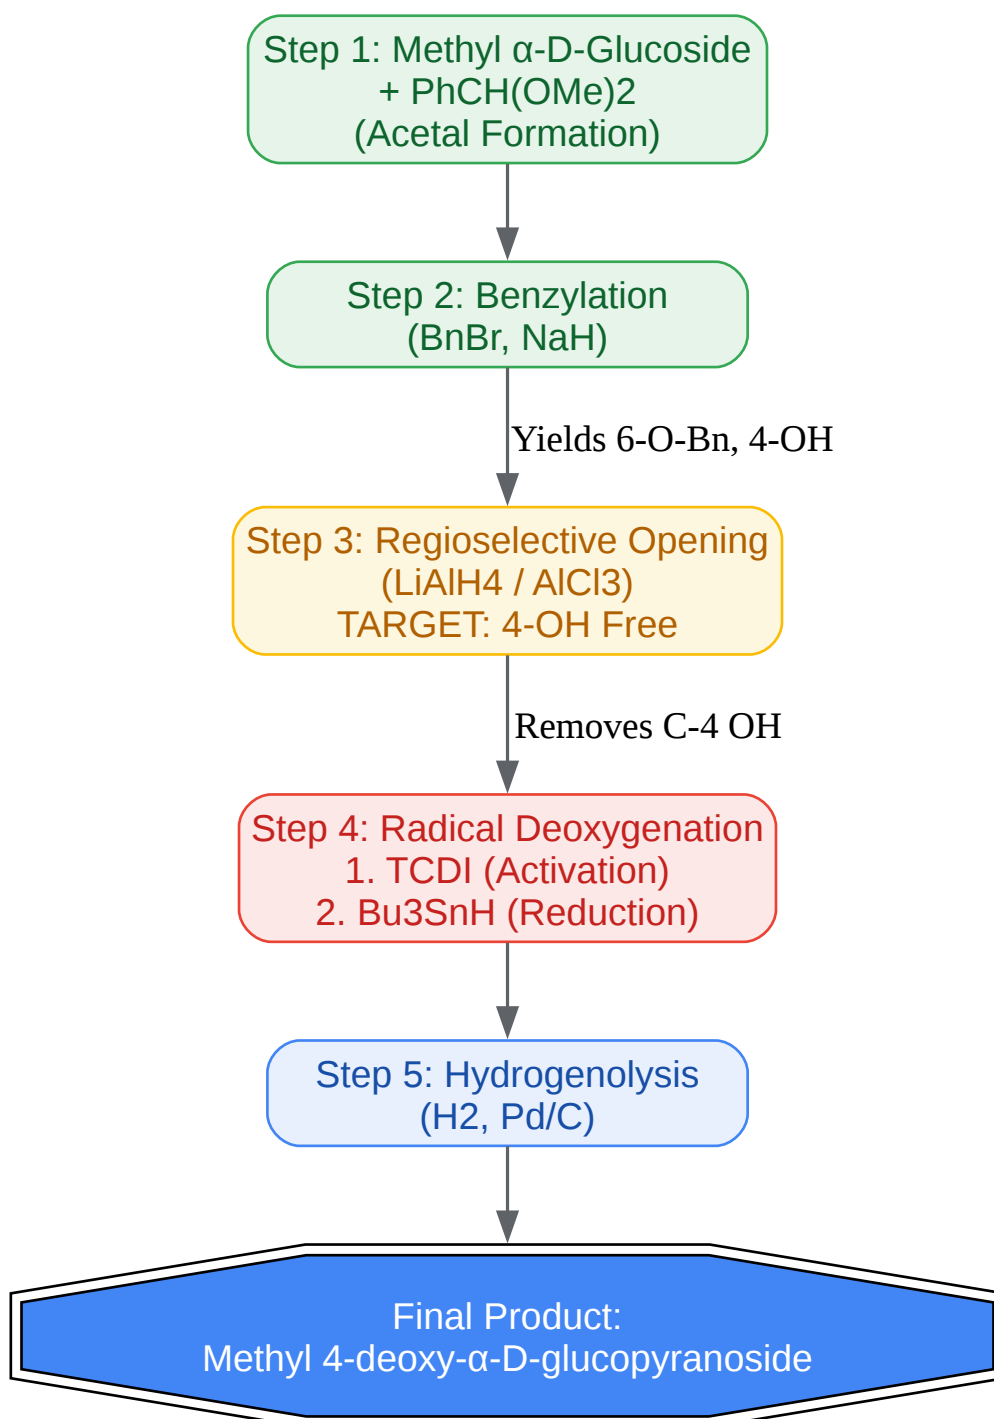 Step 1: Methyl α-D-Glucoside
+ PhCH(OMe)2
(Acetal Formation)
Step 2: Benzylation
(BnBr, NaH)
Yields 6-O-Bn, 4-OH
Step 3: Regioselective Opening
(LiAlH4 / AlCl3)
TARGET: 4-OH Free
Removes C-4 OH
Step 4: Radical Deoxygenation
1. TCDI (Activation)
2. Bu3SnH (Reduction)
Step 5: Hydrogenolysis
(H2, Pd/C)
Final Product:
Methyl 4-deoxy-α-D-glucopyranoside